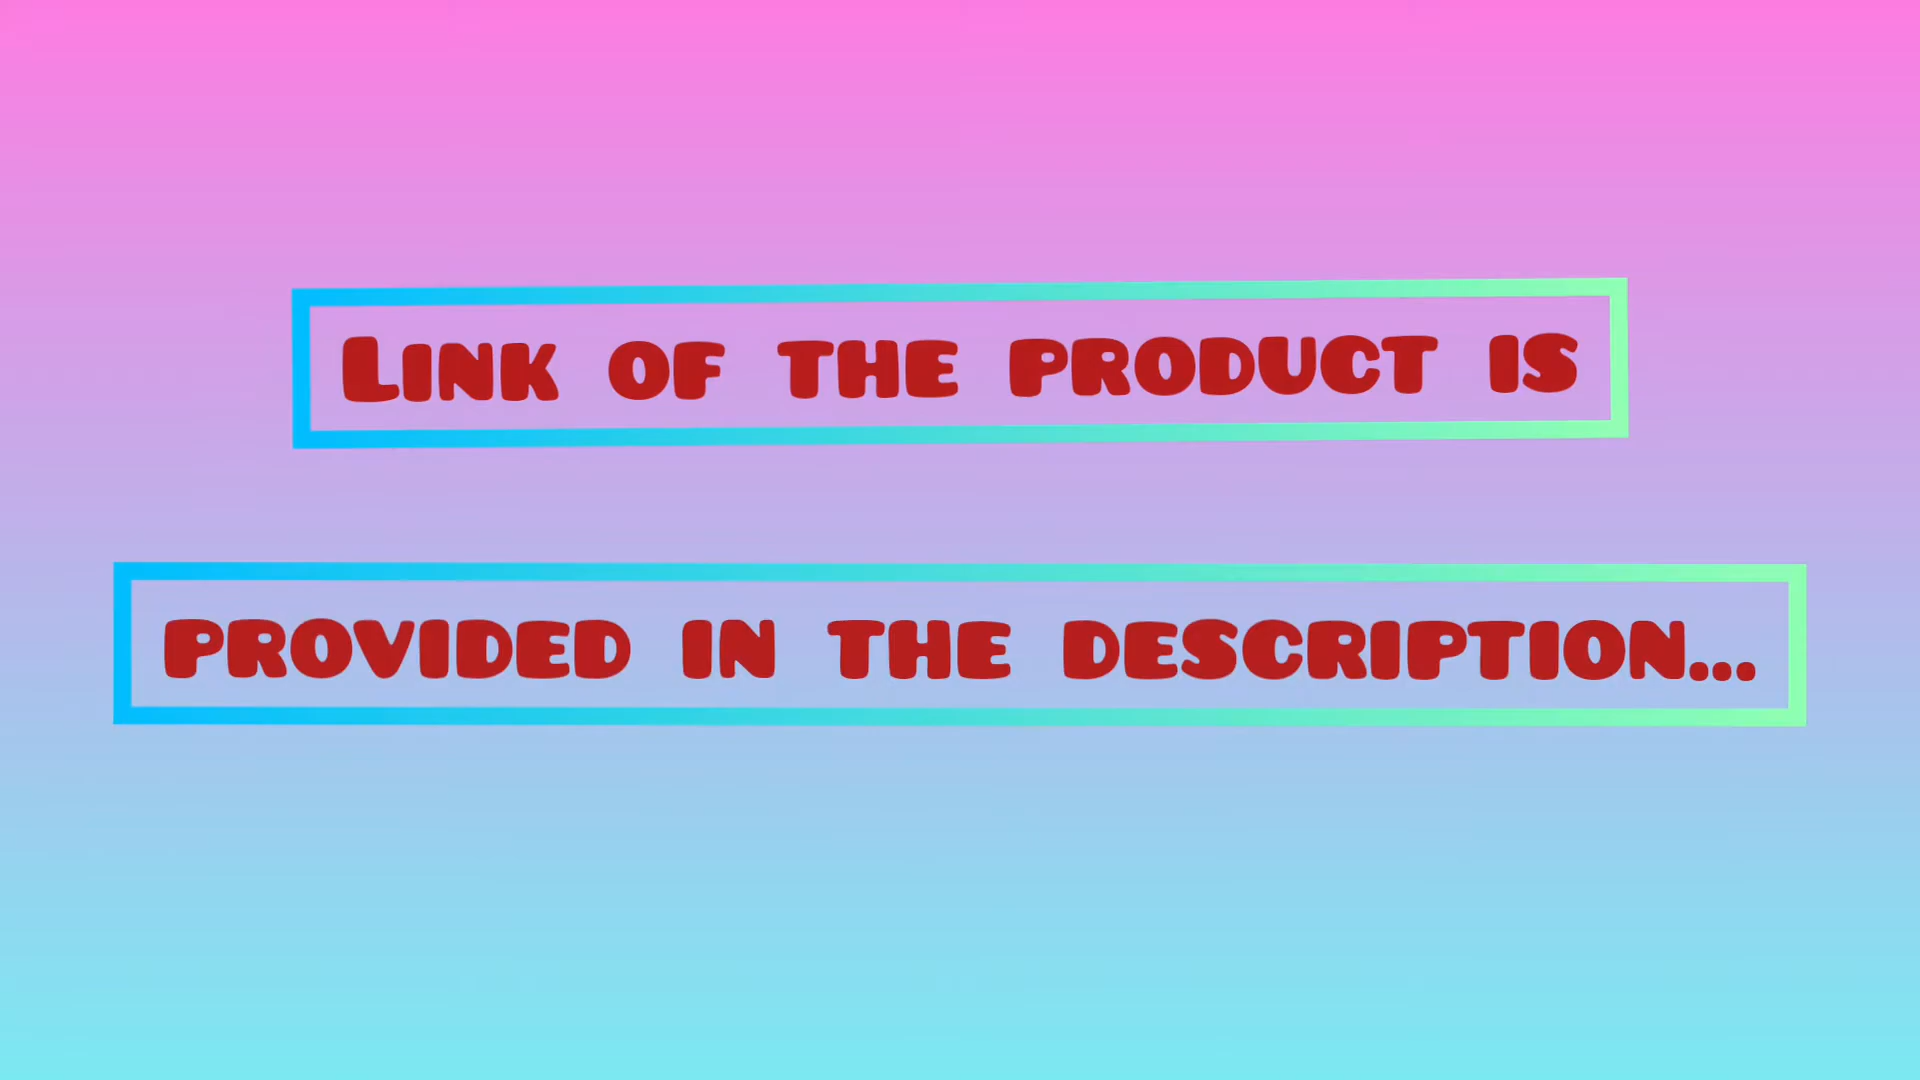 Link of the product is
provided in the description...